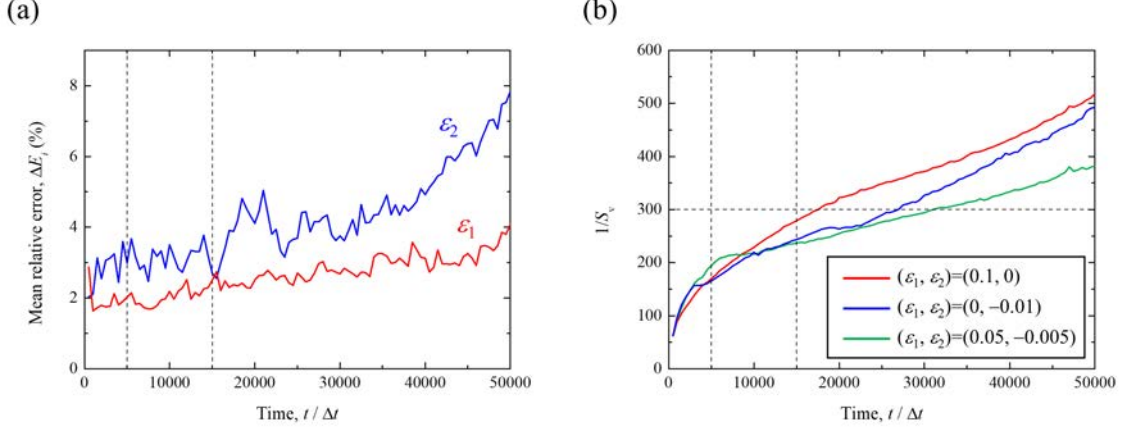 (a)
8
6
4
2
0
Mean relative error, ΔEᵢ (%)
ε₂
ε₁
0 10000 20000 30000 40000 50000
Time, t / Δt
(b)
600
500
400
300
200
100
0
1/Sᵥ
(ε₁, ε₂)=(0.1, 0)
(ε₁, ε₂)=(0, −0.01)
(ε₁, ε₂)=(0.05, −0.005)
0 10000 20000 30000 40000 50000
Time, t / Δt